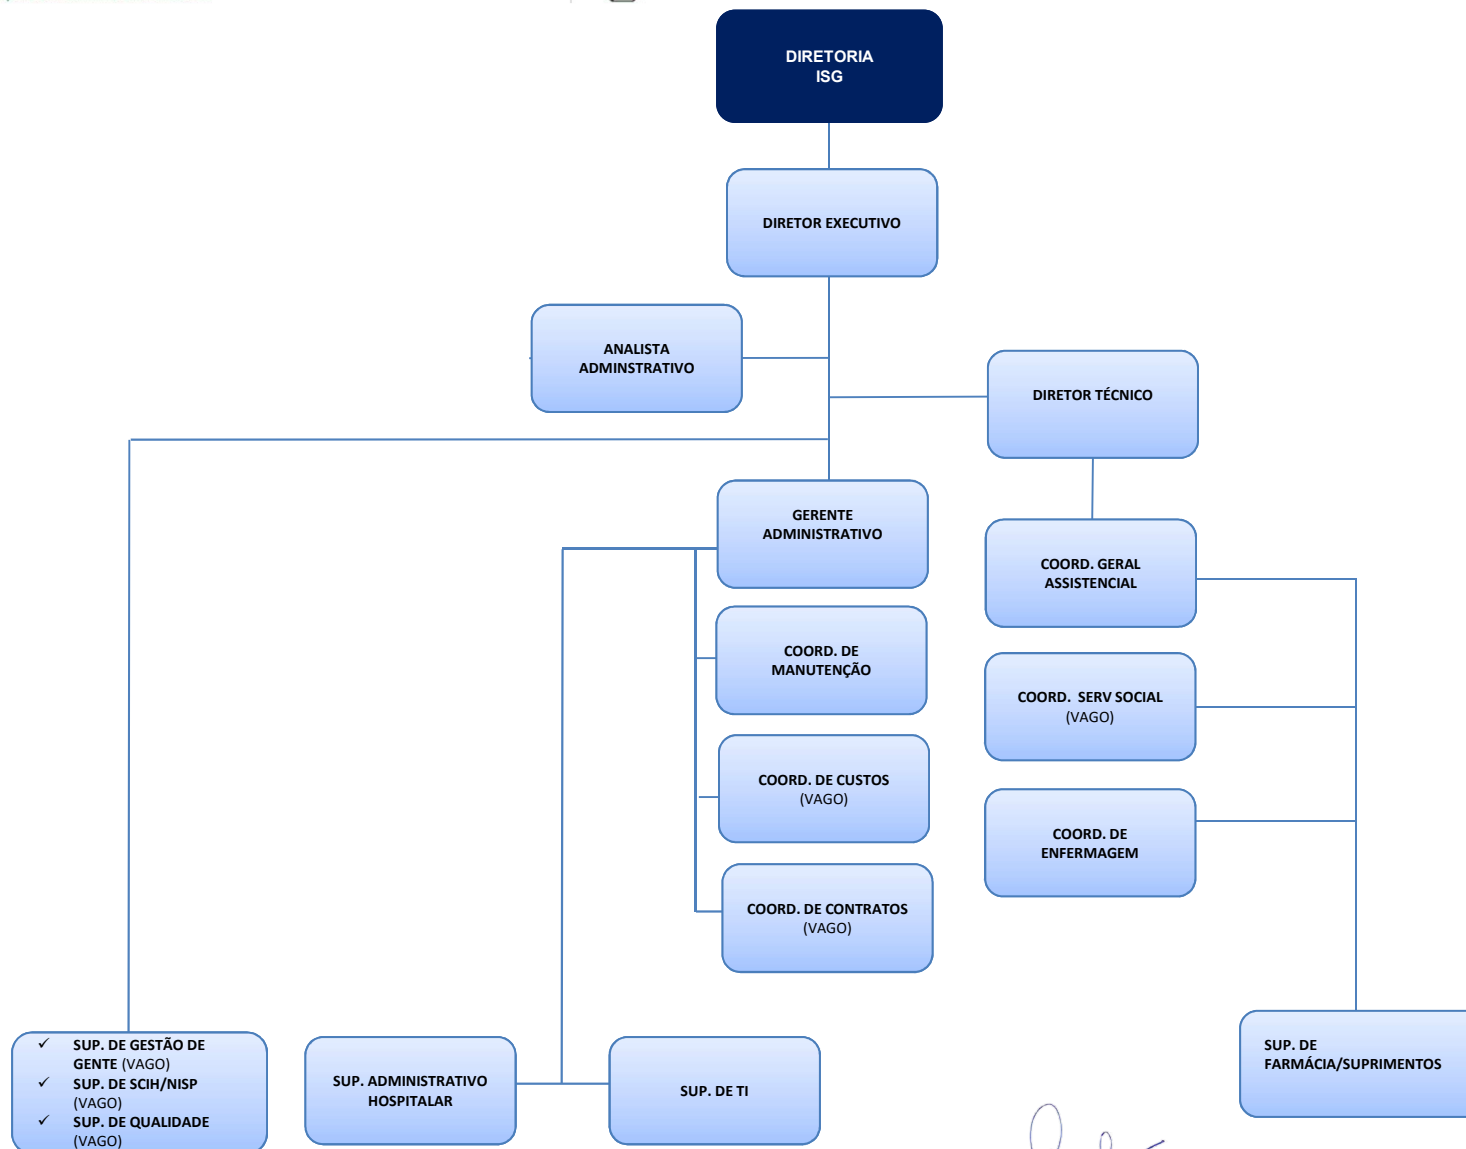 DIRETORIA
ISG
DIRETOR EXECUTIVO
ANALISTA
ADMINSTRATIVO
DIRETOR TÉCNICO
GERENTE
ADMINISTRATIVO
COORD. GERAL
ASSISTENCIAL
COORD. DE
MANUTENÇÃO
COORD. SERV SOCIAL
(VAGO)
COORD. DE CUSTOS
(VAGO)
COORD. DE
ENFERMAGEM
COORD. DE CONTRATOS
(VAGO)
✓ SUP. DE GESTÃO DE
GENTE (VAGO)
✓ SUP. DE SCIH/NISP
(VAGO)
✓ SUP. DE QUALIDADE
(VAGO)
SUP. ADMINISTRATIVO
HOSPITALAR
SUP. DE TI
SUP. DE
FARMÁCIA/SUPRIMENTOS